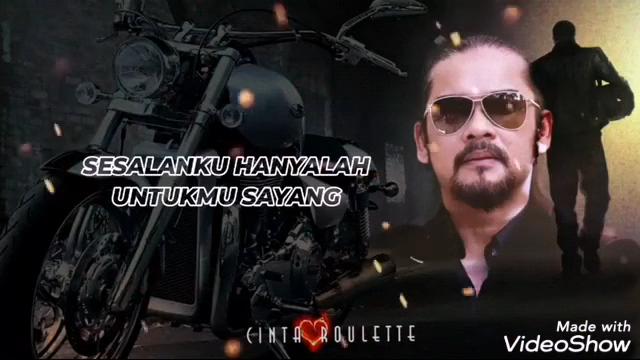 SESALANKU HANYALAH
UNTUKMU SAYANG
CINTA ROULETTE
Made with
VideoShow